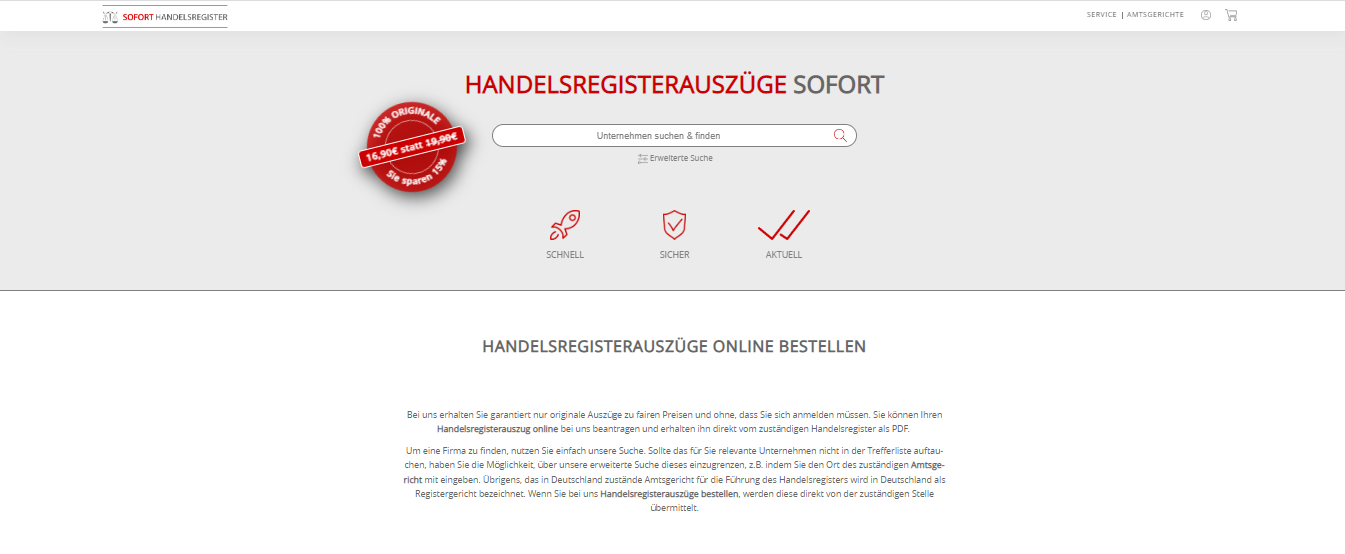 SOFORT HANDELSREGISTER
SERVICE | AMTSGERICHTE
HANDELSREGISTERAUSZÜGE SOFORT
100% ORIGINALE
16,90€ statt 19,90€
Sie sparen 15%
Unternehmen suchen & finden
Erweiterte Suche
SCHNELL
SICHER
AKTUELL
HANDELSREGISTERAUSZÜGE ONLINE BESTELLEN
Bei uns erhalten Sie garantiert nur originale Auszüge zu fairen Preisen und ohne, dass Sie sich anmelden müssen. Sie können Ihren
Handelsregisterauszug online bei uns beantragen und erhalten ihn direkt vom zuständigen Handelsregister als PDF.
Um eine Firma zu finden, nutzen Sie einfach unsere Suche. Sollte das für Sie relevante Unternehmen nicht in der Trefferliste auftau-
chen, haben Sie die Möglichkeit, über unsere erweiterte Suche dieses einzugrenzen, z.B. indem Sie den Ort des zuständigen Amtsge-
richt mit eingeben. Übrigens, das in Deutschland zustände Amtsgericht für die Führung des Handelsregisters wird in Deutschland als
Registergericht bezeichnet. Wenn Sie bei uns Handelsregisterauszüge bestellen, werden diese direkt von der zuständigen Stelle
übermittelt.